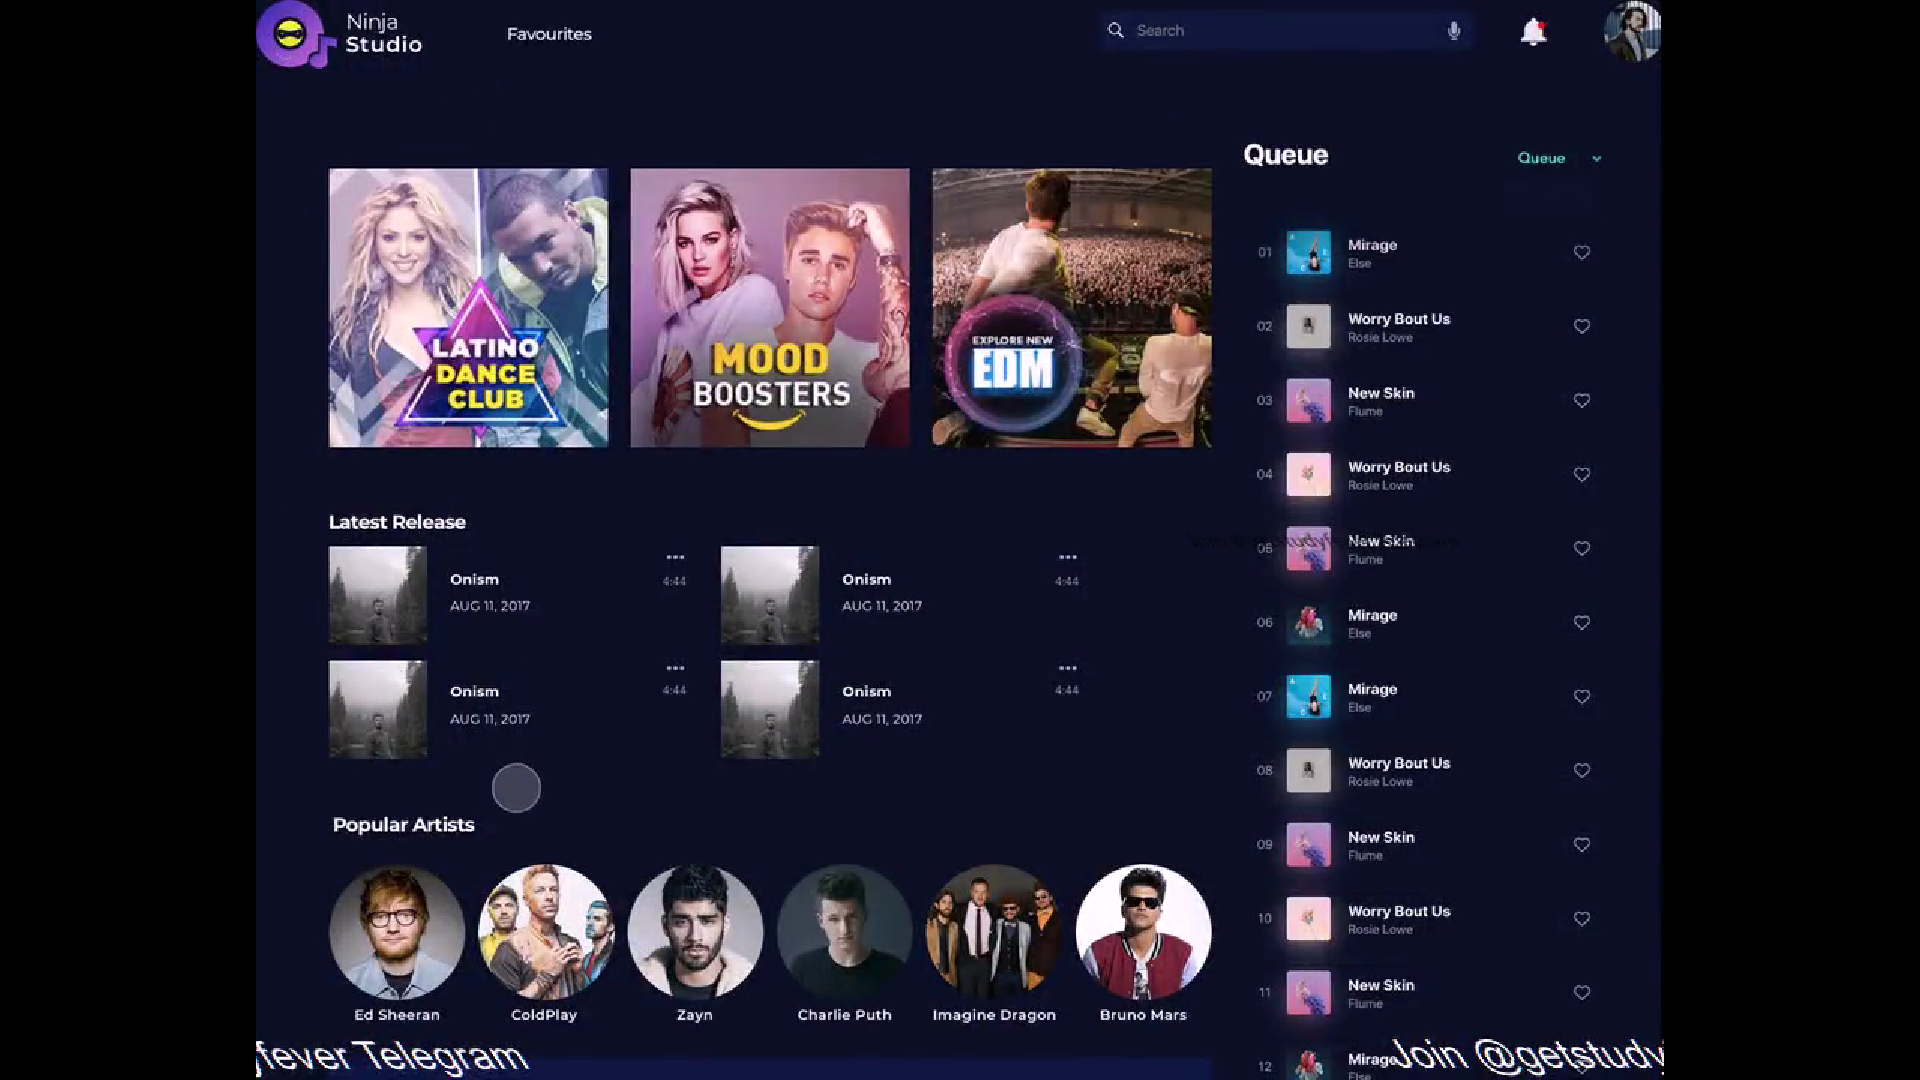 Ninja
Studio
Favourites
Search
Queue
Queue
LATINO
DANCE
CLUB
MOOD
BOOSTERS
EXPLORE NEW
EDM
Latest Release
Onism
AUG 11, 2017
4:44
Onism
AUG 11, 2017
4:44
Onism
AUG 11, 2017
4:44
Onism
AUG 11, 2017
4:44
Popular Artists
Ed Sheeran
ColdPlay
Zayn
Charlie Puth
Imagine Dragon
Bruno Mars
01 Mirage
Else
02 Worry Bout Us
Rosie Lowe
03 New Skin
Flume
04 Worry Bout Us
Rosie Lowe
05 New Skin
Flume
06 Mirage
Else
07 Mirage
Else
08 Worry Bout Us
Rosie Lowe
09 New Skin
Flume
10 Worry Bout Us
Rosie Lowe
11 New Skin
Flume
12 Mirage
Else
fever Telegram
Join @getstudy